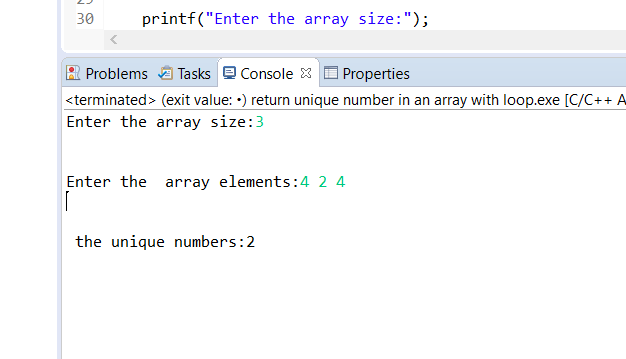 30 printf("Enter the array size:");
Problems Tasks Console Properties
<terminated> (exit value: •) return unique number in an array with loop.exe [C/C++ A
Enter the array size:3
Enter the  array elements:4 2 4
the unique numbers:2